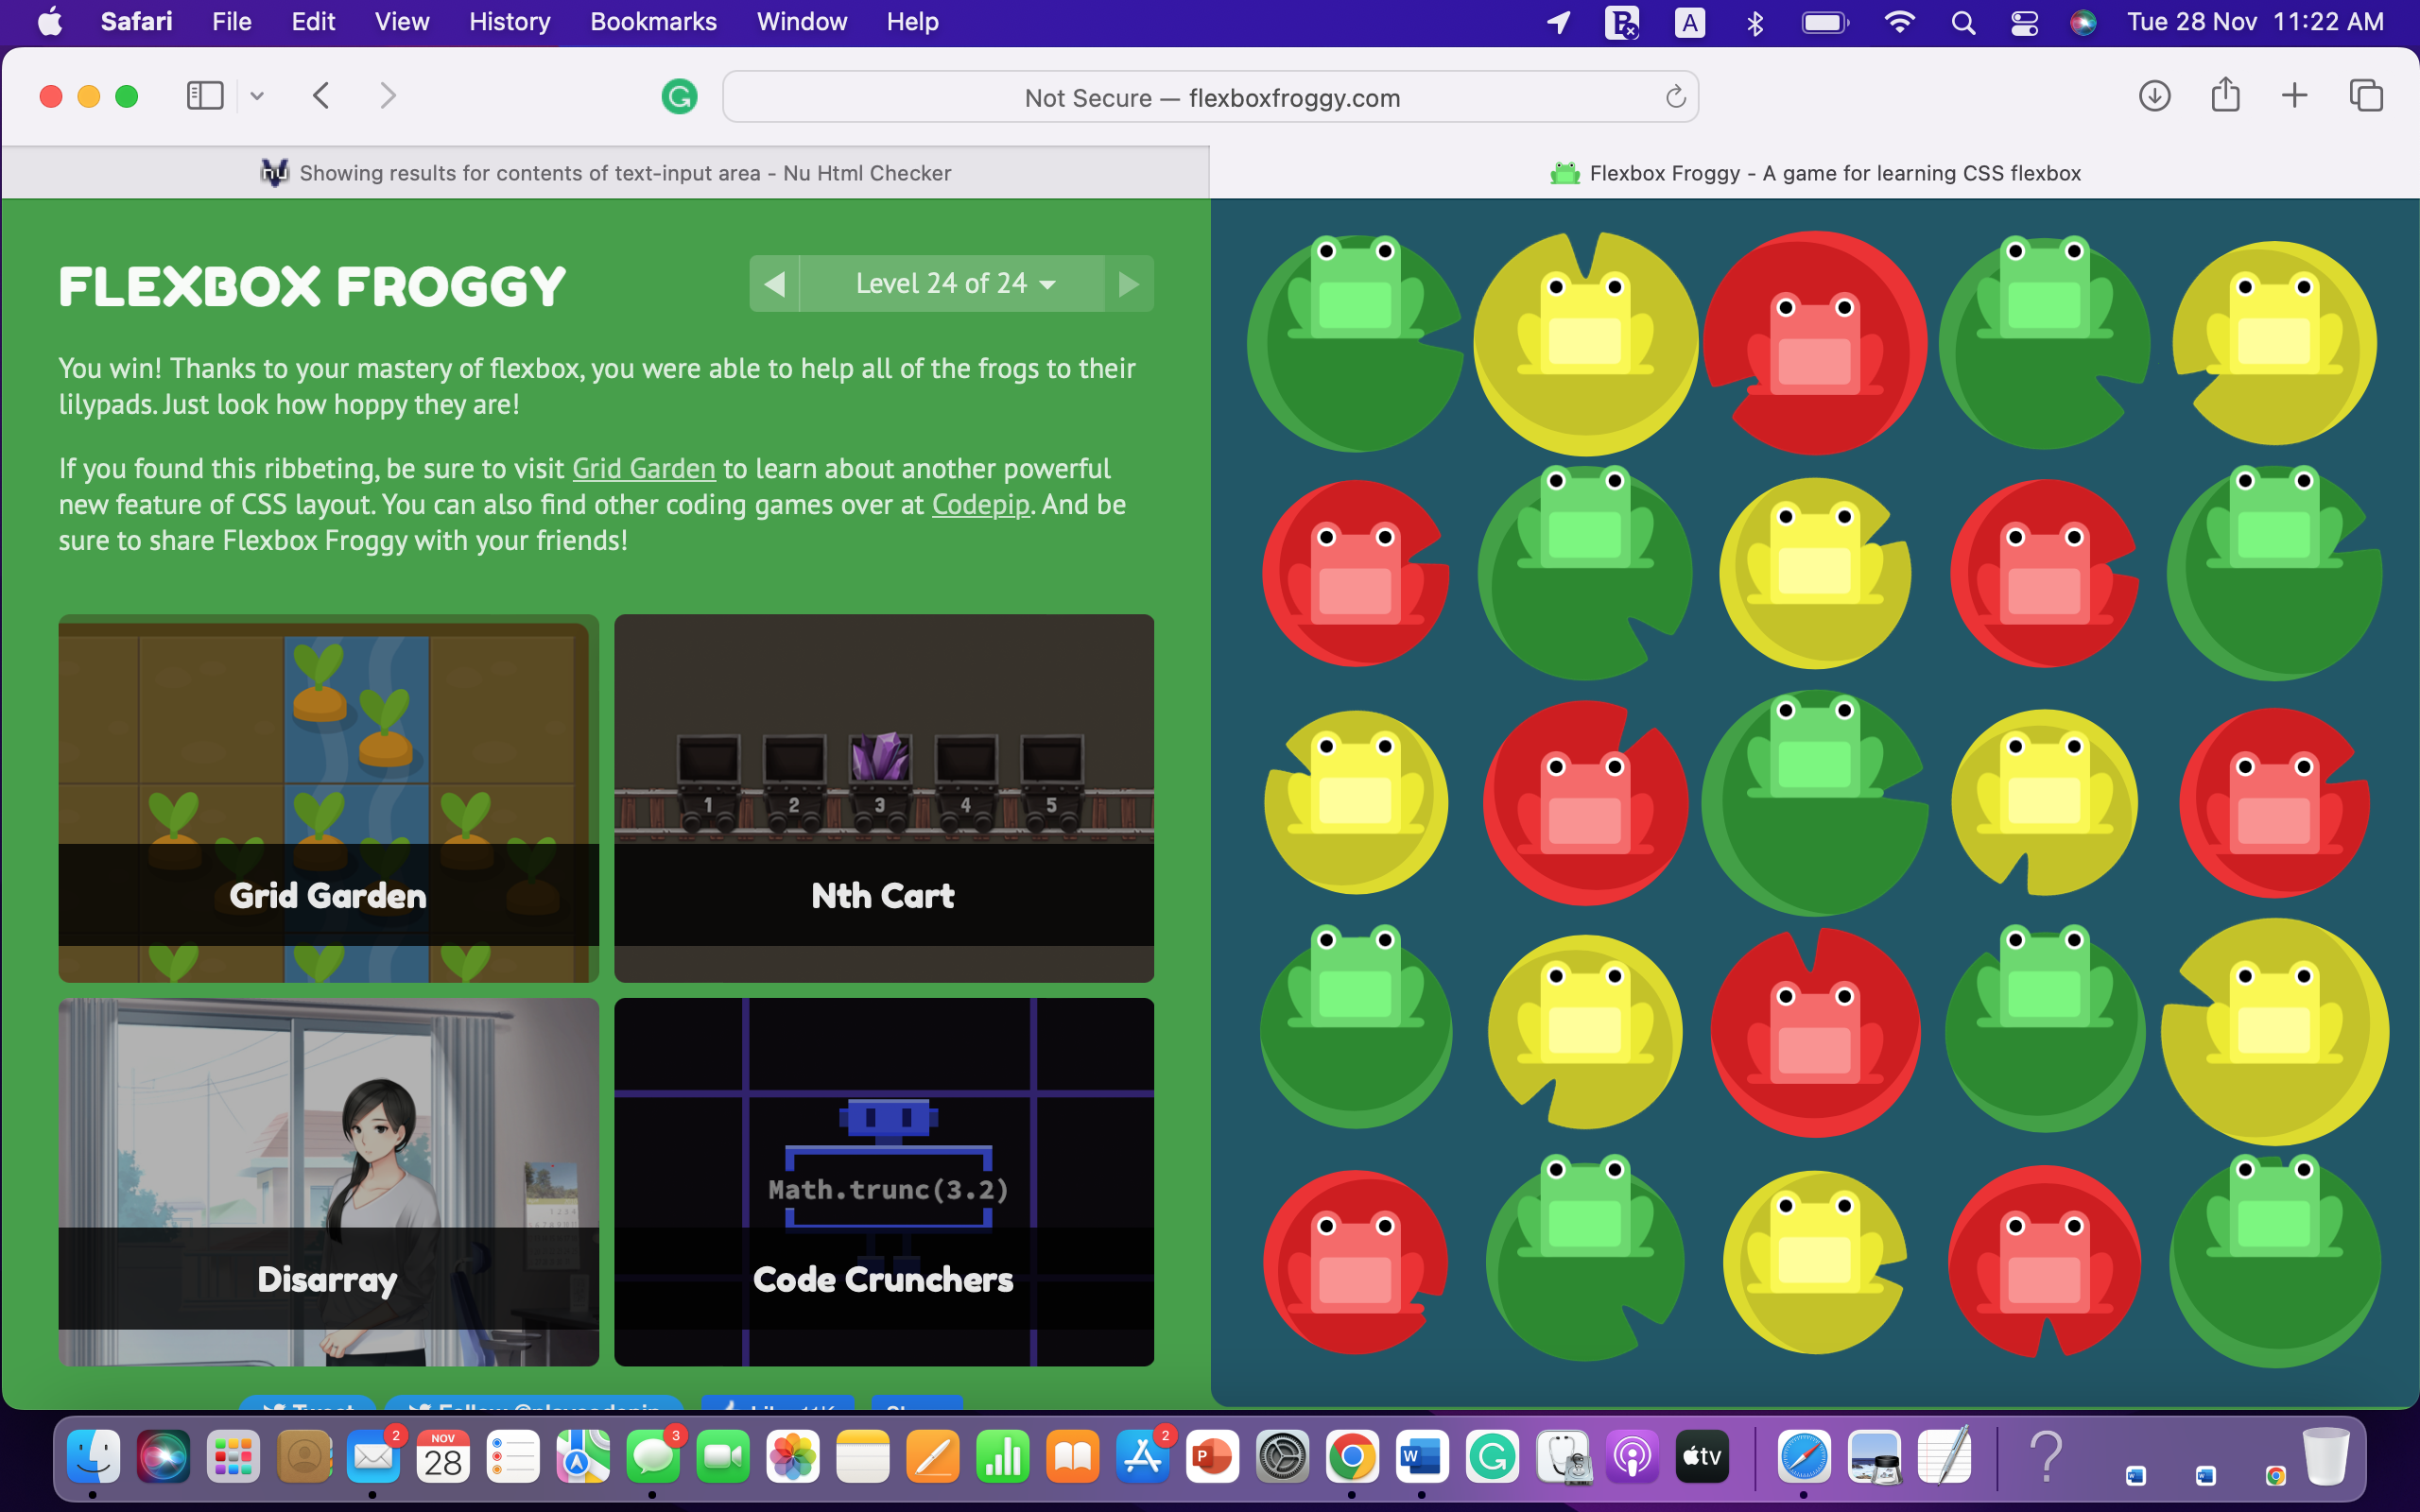 Safari File Edit View History Bookmarks Window Help
A
Tue 28 Nov 11:22 AM
Not Secure — flexboxfroggy.com
Showing results for contents of text-input area - Nu Html Checker
Flexbox Froggy - A game for learning CSS flexbox
FLEXBOX FROGGY
Level 24 of 24
You win! Thanks to your mastery of flexbox, you were able to help all of the frogs to their
lilypads. Just look how hoppy they are!
If you found this ribbeting, be sure to visit Grid Garden to learn about another powerful
new feature of CSS layout. You can also find other coding games over at Codepip. And be
sure to share Flexbox Froggy with your friends!
1 2 3 4 5
Grid Garden
Nth Cart
Math.trunc(3.2)
Disarray
Code Crunchers
2
NOV
28
3
2
P
W
tv
?